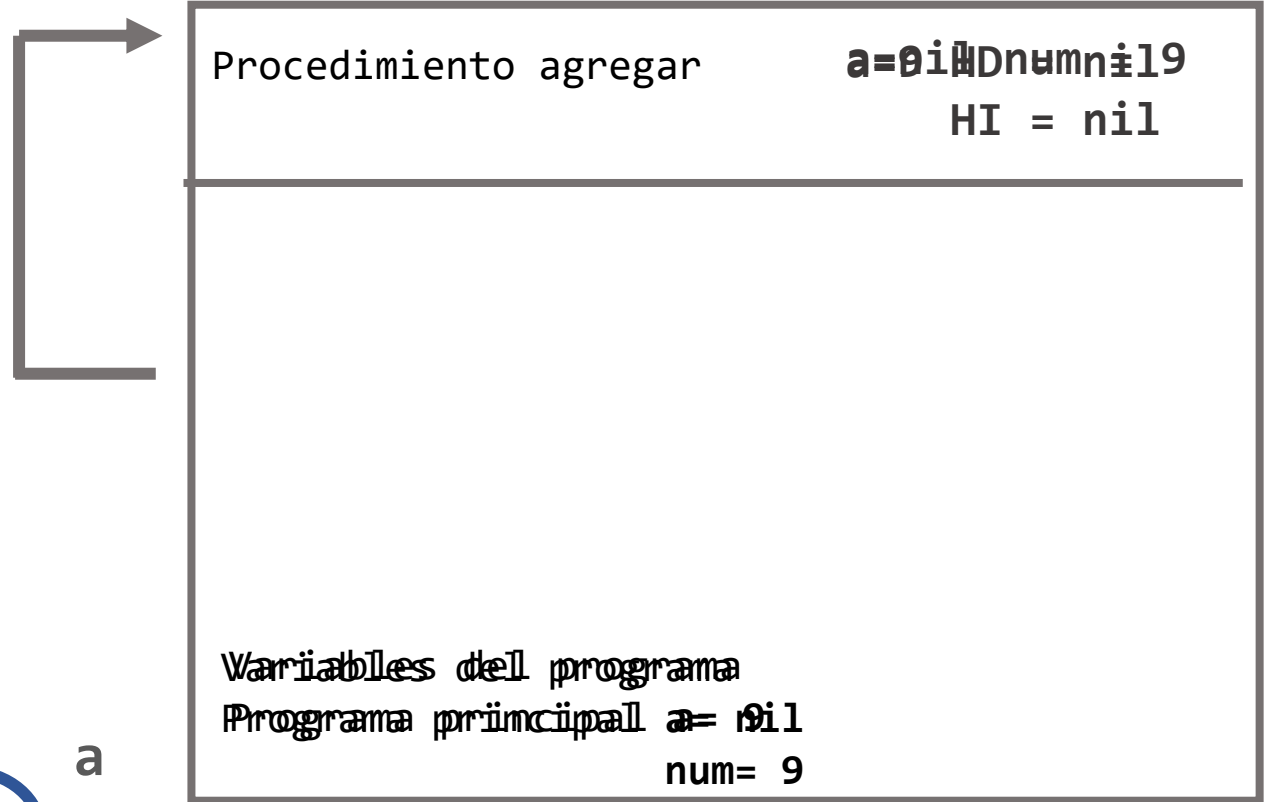 Procedimiento agregar
HI = nil
Variables del programa
Programa principal
num= 9
a